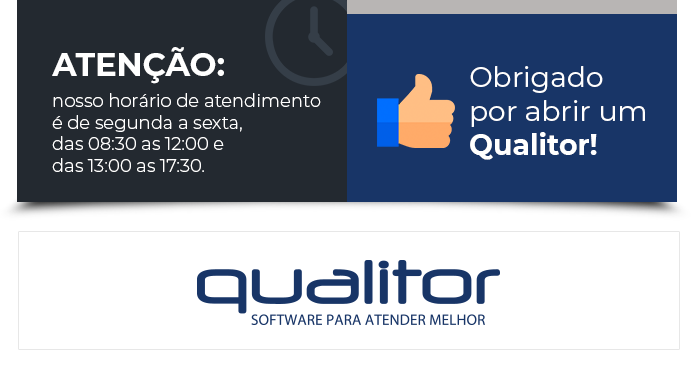 ATENÇÃO:
nosso horário de atendimento
é de segunda a sexta,
das 08:30 as 12:00 e
das 13:00 as 17:30.
Obrigado
por abrir um
Qualitor!
qualitor
SOFTWARE PARA ATENDER MELHOR